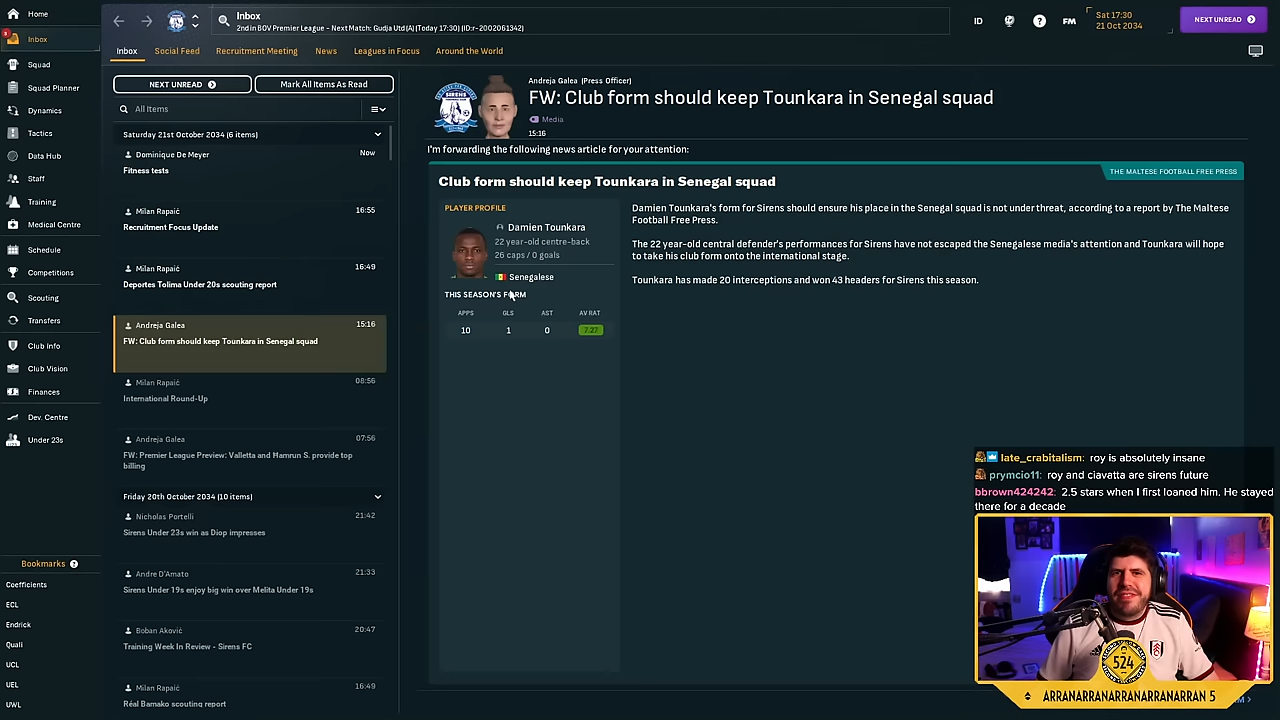 Home
3
Inbox
Squad
Squad Planner
Dynamics
Tactics
Data Hub
Staff
Training
Medical Centre
Schedule
Competitions
Scouting
Transfers
Club Info
Club Vision
Finances
Dev. Centre
Under 23s
Bookmarks ?
Coefficients
ECL
Endrick
Quali
UCL
UEL
UWL
Inbox
2nd in BOV Premier League - Next Match: Gudja Utd (A) (Today 17:30) (ID:r-2002061342)
ID
?
FM
Sat 17:30
21 Oct 2034
NEXT UNREAD
Inbox
Social Feed
Recruitment Meeting
News
Leagues in Focus
Around the World
NEXT UNREAD
Mark All Items As Read
All Items
Saturday 21st October 2034 (6 items)
Dominique De Meyer Now
Fitness tests
Milan Rapaić 16:55
Recruitment Focus Update
Milan Rapaić 16:49
Deportes Tolima Under 20s scouting report
Andreja Galea 15:16
FW: Club form should keep Tounkara in Senegal squad
Milan Rapaić 08:56
International Round-Up
Andreja Galea 07:56
FW: Premier League Preview: Valletta and Hamrun S. provide top
billing
Friday 20th October 2034 (10 items)
Nicholas Portelli 21:42
Sirens Under 23s win as Diop impresses
Andre D'Amato 21:33
Sirens Under 19s enjoy big win over Melita Under 19s
Boban Aković 20:47
Training Week In Review - Sirens FC
Milan Rapaić 16:49
Réal Bamako scouting report
SIRENS
Andreja Galea (Press Officer)
FW: Club form should keep Tounkara in Senegal squad
Media
15:16
I'm forwarding the following news article for your attention:
THE MALTESE FOOTBALL FREE PRESS
Club form should keep Tounkara in Senegal squad
PLAYER PROFILE
Damien Tounkara
22 year-old centre-back
26 caps / 0 goals
Senegalese
THIS SEASON'S FORM
APPS GLS AST AV RAT
10 1 0 7.27
Damien Tounkara's form for Sirens should ensure his place in the Senegal squad is not under threat, according to a report by The Maltese
Football Free Press.
The 22 year-old central defender's performances for Sirens have not escaped the Senegalese media's attention and Tounkara will hope
to take his club form onto the international stage.
Tounkara has made 20 interceptions and won 43 headers for Sirens this season.
late_crabitalism: roy is absolutely insane
prymcio11: roy and ciavatta are sirens future
bbrown424242: 2.5 stars when I first loaned him. He stayed
there for a decade
524
ARRANARRANARRANARRANARRAN 5